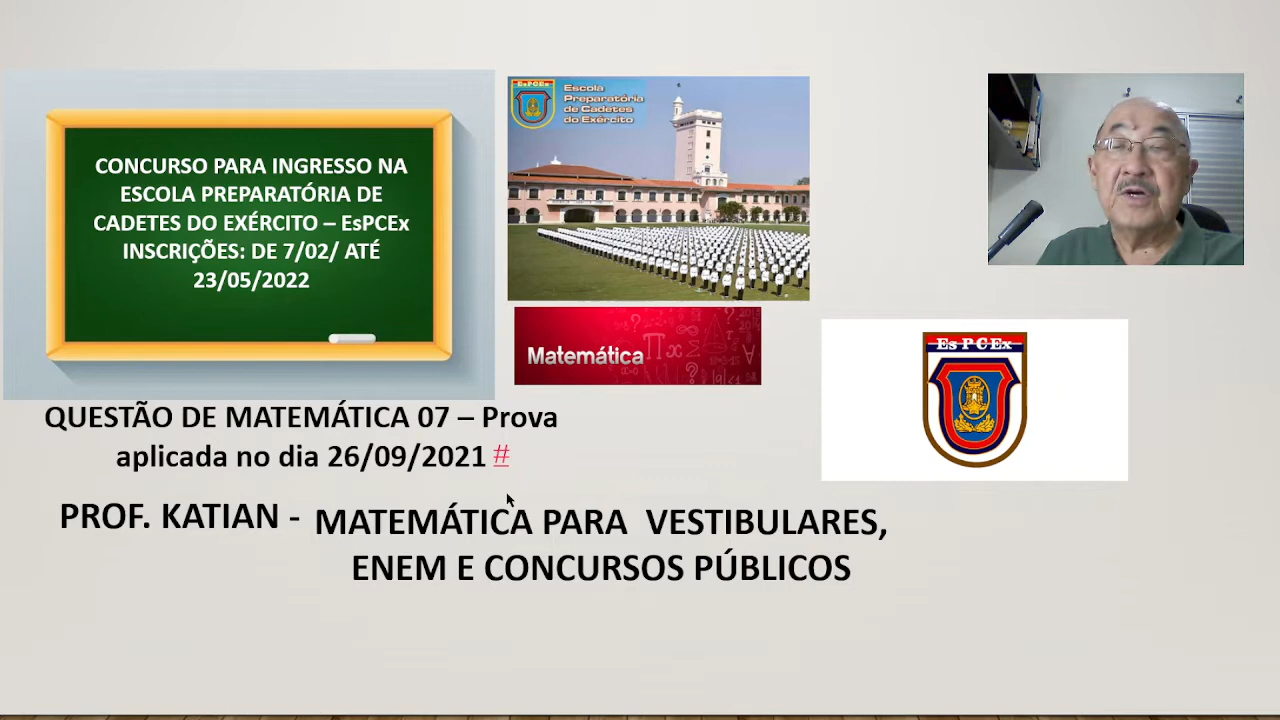 CONCURSO PARA INGRESSO NA
ESCOLA PREPARATÓRIA DE
CADETES DO EXÉRCITO – EsPCEx
INSCRIÇÕES: DE 7/02/ ATÉ
23/05/2022
EsPCEx
Escola
Preparatória
de Cadetes
do Exército
Matemática
Es P C Ex
QUESTÃO DE MATEMÁTICA 07 – Prova
aplicada no dia 26/09/2021 #
PROF. KATIAN - MATEMÁTICA PARA VESTIBULARES,
ENEM E CONCURSOS PÚBLICOS